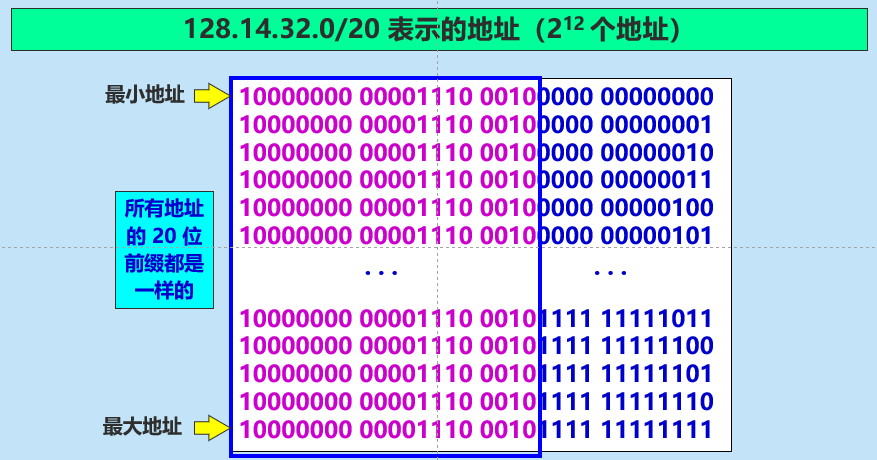 128.14.32.0/20 表示的地址（2¹² 个地址）
最小地址
10000000 00001110 00100000 00000000
10000000 00001110 00100000 00000001
10000000 00001110 00100000 00000010
10000000 00001110 00100000 00000011
10000000 00001110 00100000 00000100
10000000 00001110 00100000 00000101
所有地址
的 20 位
前缀都是
一样的
... ...
10000000 00001110 00101111 11111011
10000000 00001110 00101111 11111100
10000000 00001110 00101111 11111101
10000000 00001110 00101111 11111110
最大地址
10000000 00001110 00101111 11111111